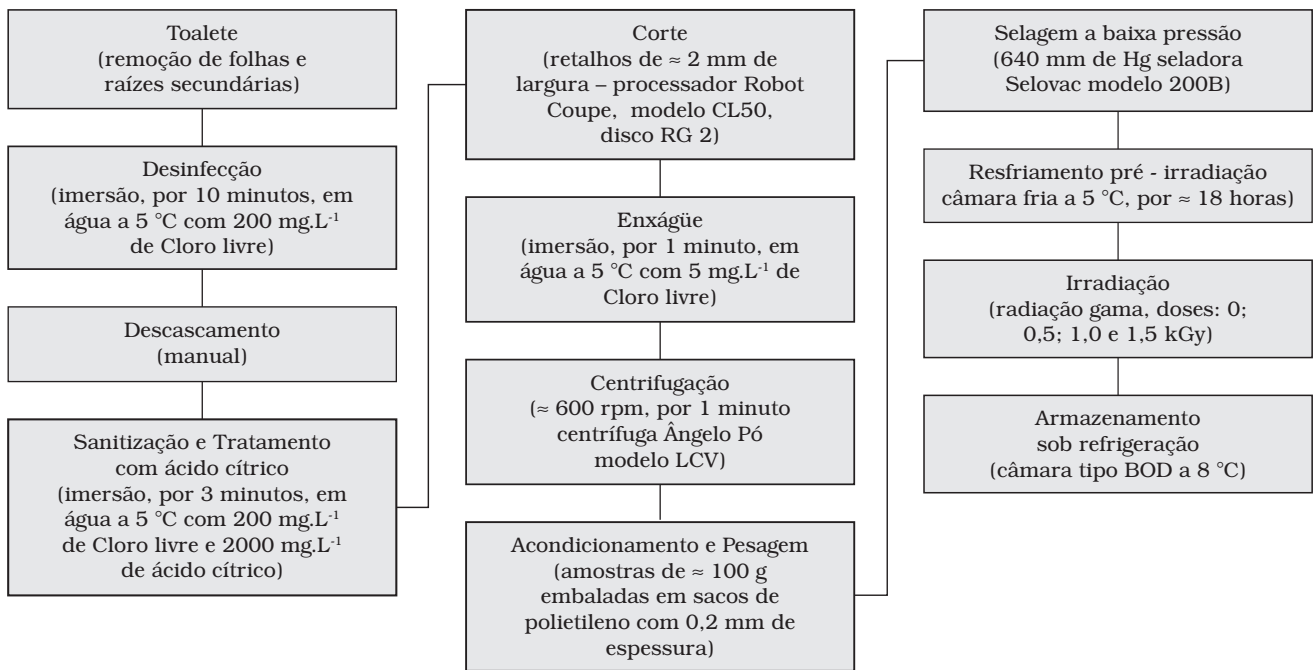 Toalete
(remoção de folhas e
raízes secundárias)
Desinfecção
(imersão, por 10 minutos, em
água a 5 °C com 200 mg.L-1
de Cloro livre)
Descascamento
(manual)
Sanitização e Tratamento
com ácido cítrico
(imersão, por 3 minutos, em
água a 5 °C com 200 mg.L-1
de Cloro livre e 2000 mg.L-1
de ácido cítrico)
Corte
(retalhos de ≈ 2 mm de
largura – processador Robot
Coupe, modelo CL50,
disco RG 2)
Enxágüe
(imersão, por 1 minuto, em
água a 5 °C com 5 mg.L-1 de
Cloro livre)
Centrifugação
(≈ 600 rpm, por 1 minuto
centrífuga Ângelo Pó
modelo LCV)
Acondicionamento e Pesagem
(amostras de ≈ 100 g
embaladas em sacos de
polietileno com 0,2 mm de
espessura)
Selagem a baixa pressão
(640 mm de Hg seladora
Selovac modelo 200B)
Resfriamento pré - irradiação
câmara fria a 5 °C, por ≈ 18 horas)
Irradiação
(radiação gama, doses: 0;
0,5; 1,0 e 1,5 kGy)
Armazenamento
sob refrigeração
(câmara tipo BOD a 8 °C)